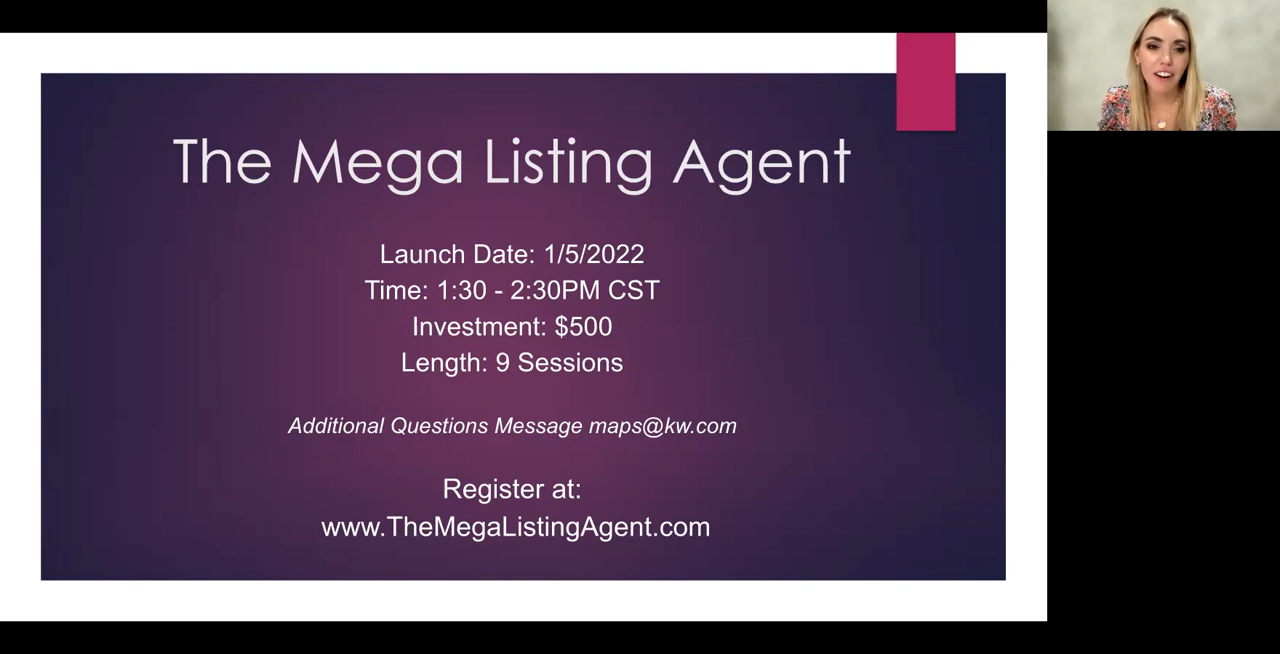 The Mega Listing Agent
Launch Date: 1/5/2022
Time: 1:30 - 2:30PM CST
Investment: $500
Length: 9 Sessions
Additional Questions Message maps@kw.com
Register at:
www.TheMegaListingAgent.com